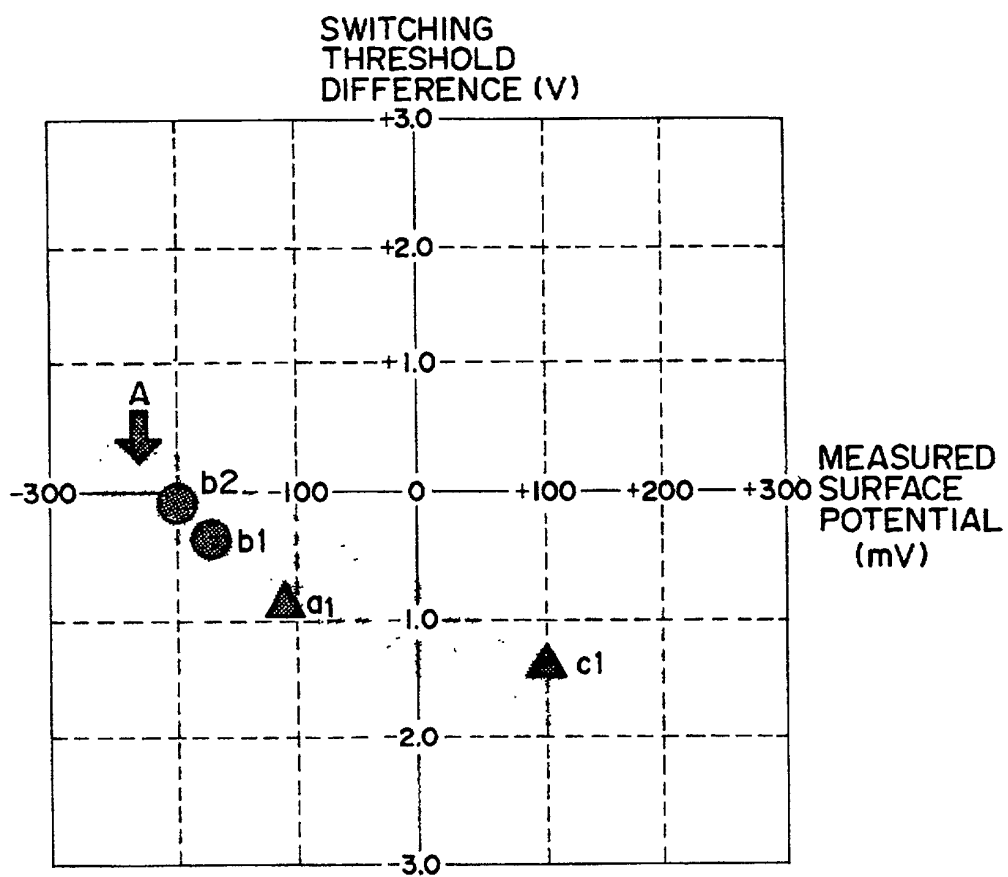 SWITCHING
THRESHOLD
DIFFERENCE (V)
+3.0
+2.0
+1.0
A
-300
b2
-100
0
+100
+200
+300
MEASURED
SURFACE
POTENTIAL
(mV)
b1
a1
-1.0
c1
-2.0
-3.0